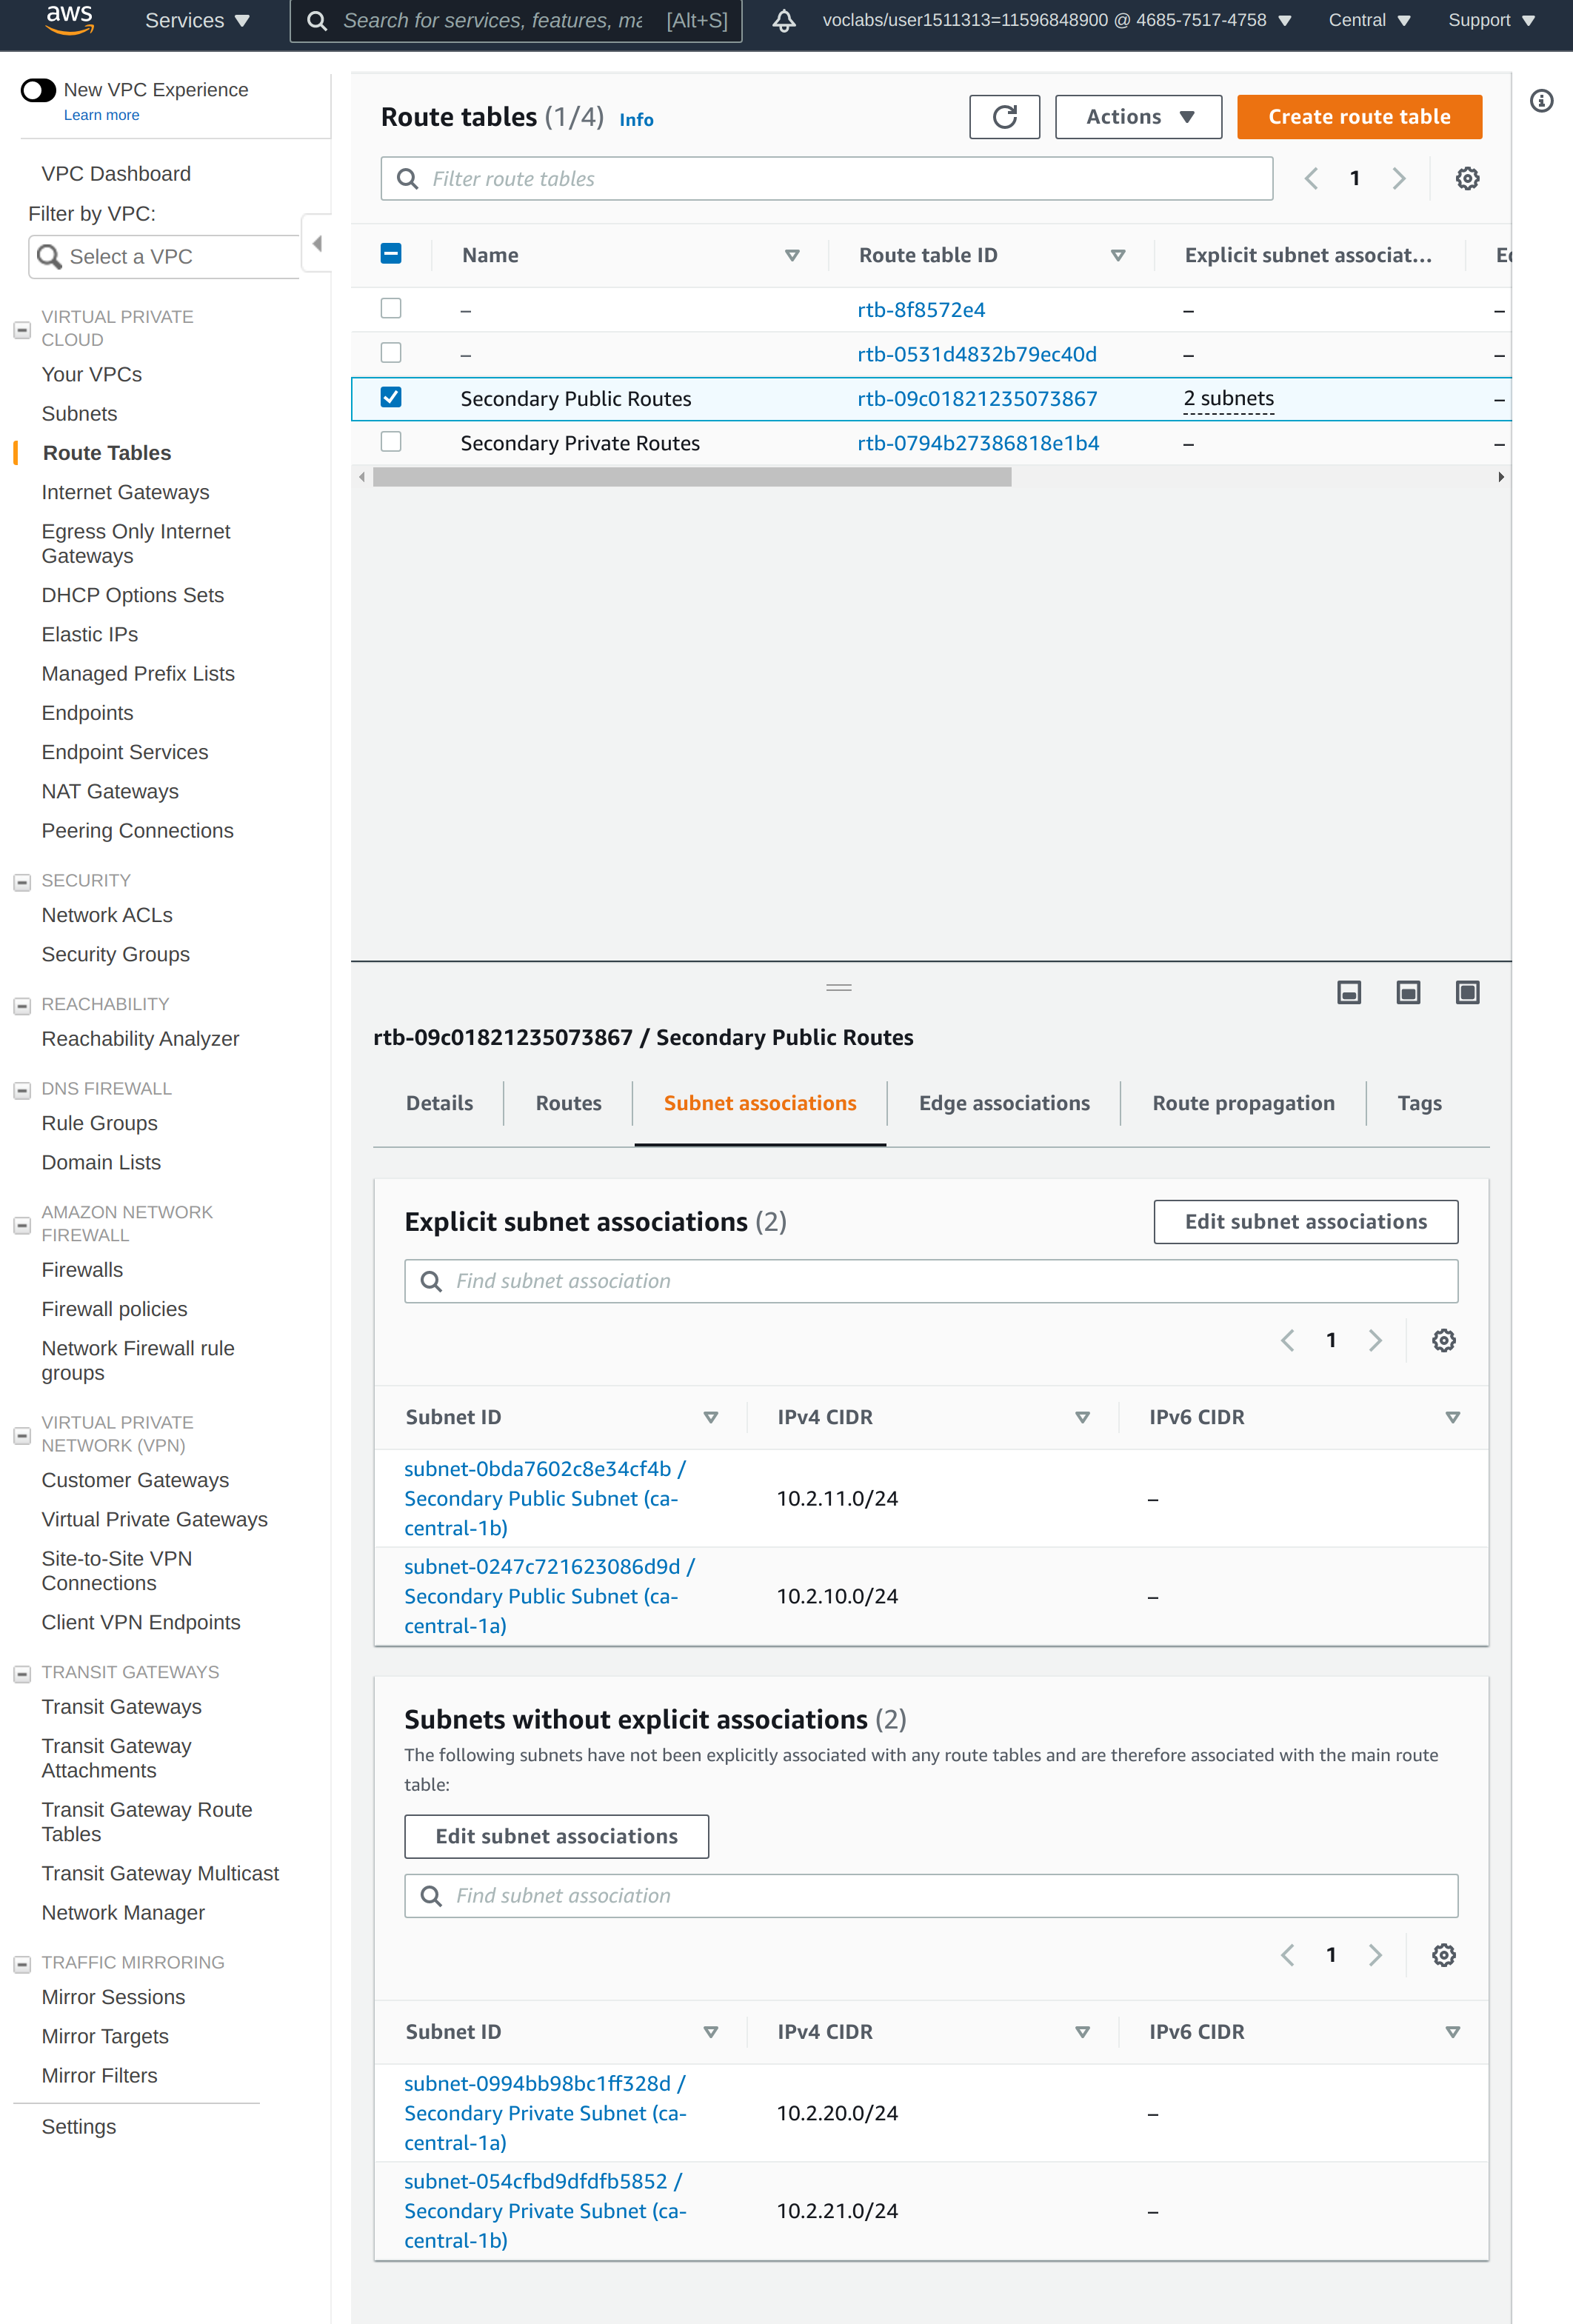 aws
Services
Search for services, features, ma
[Alt+S]
voclabs/user1511313=11596848900 @ 4685-7517-4758
Central
Support
New VPC Experience
Learn more
VPC Dashboard
Filter by VPC:
Select a VPC
VIRTUAL PRIVATE
CLOUD
Your VPCs
Subnets
Route Tables
Internet Gateways
Egress Only Internet
Gateways
DHCP Options Sets
Elastic IPs
Managed Prefix Lists
Endpoints
Endpoint Services
NAT Gateways
Peering Connections
SECURITY
Network ACLs
Security Groups
REACHABILITY
Reachability Analyzer
DNS FIREWALL
Rule Groups
Domain Lists
AMAZON NETWORK
FIREWALL
Firewalls
Firewall policies
Network Firewall rule
groups
VIRTUAL PRIVATE
NETWORK (VPN)
Customer Gateways
Virtual Private Gateways
Site-to-Site VPN
Connections
Client VPN Endpoints
TRANSIT GATEWAYS
Transit Gateways
Transit Gateway
Attachments
Transit Gateway Route
Tables
Transit Gateway Multicast
Network Manager
TRAFFIC MIRRORING
Mirror Sessions
Mirror Targets
Mirror Filters
Settings
Route tables (1/4) Info
Actions
Create route table
Filter route tables
1
Name Route table ID Explicit subnet associat...
– rtb-8f8572e4 – –
– rtb-0531d4832b79ec40d – –
Secondary Public Routes rtb-09c01821235073867 2 subnets –
Secondary Private Routes rtb-0794b27386818e1b4 – –
rtb-09c01821235073867 / Secondary Public Routes
Details Routes Subnet associations Edge associations Route propagation Tags
Explicit subnet associations (2)
Edit subnet associations
Find subnet association
1
Subnet ID IPv4 CIDR IPv6 CIDR
subnet-0bda7602c8e34cf4b /
Secondary Public Subnet (ca- 10.2.11.0/24 –
central-1b)
subnet-0247c721623086d9d /
Secondary Public Subnet (ca- 10.2.10.0/24 –
central-1a)
Subnets without explicit associations (2)
The following subnets have not been explicitly associated with any route tables and are therefore associated with the main route
table:
Edit subnet associations
Find subnet association
1
Subnet ID IPv4 CIDR IPv6 CIDR
subnet-0994bb98bc1ff328d /
Secondary Private Subnet (ca- 10.2.20.0/24 –
central-1a)
subnet-054cfbd9dfdfb5852 /
Secondary Private Subnet (ca- 10.2.21.0/24 –
central-1b)